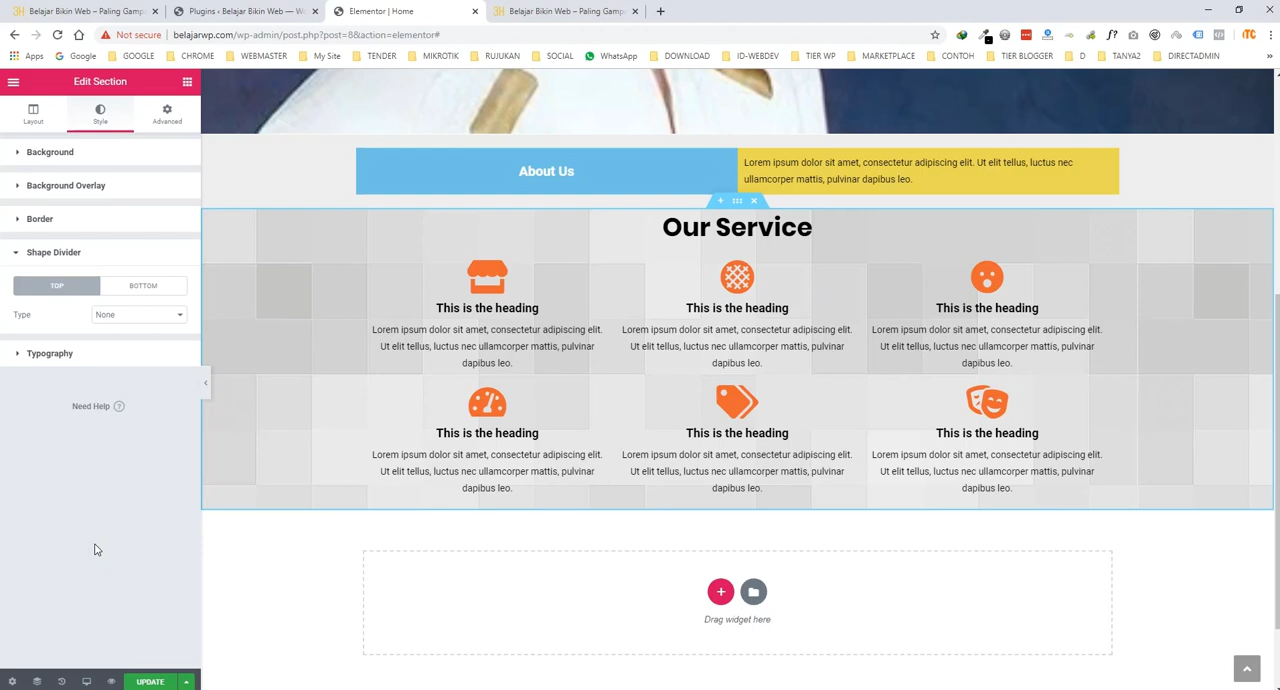 Belajar Bikin Web – Paling Gamp
Plugins ‹ Belajar Bikin Web — W
Elementor | Home
Belajar Bikin Web – Paling Gamp
Not secure
belajarwp.com/wp-admin/post.php?post=8&action=elementor#
Apps
Google
GOOGLE
CHROME
WEBMASTER
My Site
TENDER
MIKROTIK
RUJUKAN
SOCIAL
WhatsApp
DOWNLOAD
ID-WEBDEV
TIER WP
MARKETPLACE
CONTOH
TIER BLOGGER
D
TANYA2
DIRECTADMIN
»
Edit Section
Layout
Style
Advanced
Background
Background Overlay
Border
Shape Divider
TOP
BOTTOM
Type
None
Typography
Need Help ?
UPDATE
About Us
Lorem ipsum dolor sit amet, consectetur adipiscing elit. Ut elit tellus, luctus nec
ullamcorper mattis, pulvinar dapibus leo.
Our Service
This is the heading
Lorem ipsum dolor sit amet, consectetur adipiscing elit.
Ut elit tellus, luctus nec ullamcorper mattis, pulvinar
dapibus leo.
This is the heading
Lorem ipsum dolor sit amet, consectetur adipiscing elit.
Ut elit tellus, luctus nec ullamcorper mattis, pulvinar
dapibus leo.
This is the heading
Lorem ipsum dolor sit amet, consectetur adipiscing elit.
Ut elit tellus, luctus nec ullamcorper mattis, pulvinar
dapibus leo.
This is the heading
Lorem ipsum dolor sit amet, consectetur adipiscing elit.
Ut elit tellus, luctus nec ullamcorper mattis, pulvinar
dapibus leo.
This is the heading
Lorem ipsum dolor sit amet, consectetur adipiscing elit.
Ut elit tellus, luctus nec ullamcorper mattis, pulvinar
dapibus leo.
This is the heading
Lorem ipsum dolor sit amet, consectetur adipiscing elit.
Ut elit tellus, luctus nec ullamcorper mattis, pulvinar
dapibus leo.
Drag widget here